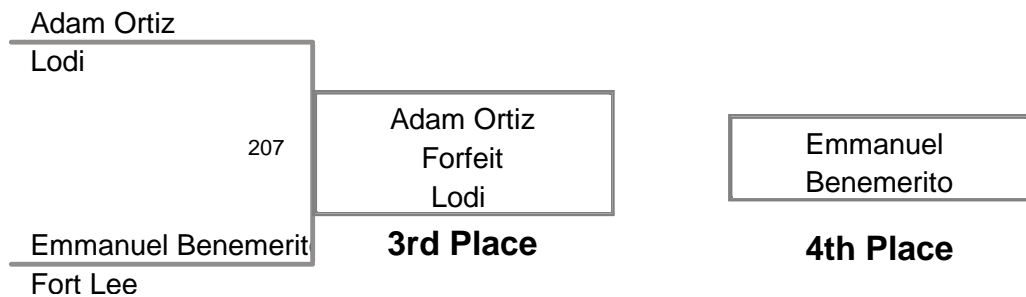 Adam Ortiz
Lodi
207
Emmanuel Benemerito
Fort Lee
Adam Ortiz
Forfeit
Lodi
3rd Place
Emmanuel
Benemerito
4th Place